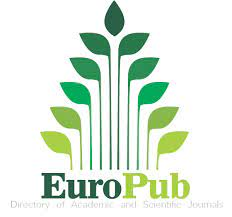 EuroPub
Directory of Academic and Scientific Journals